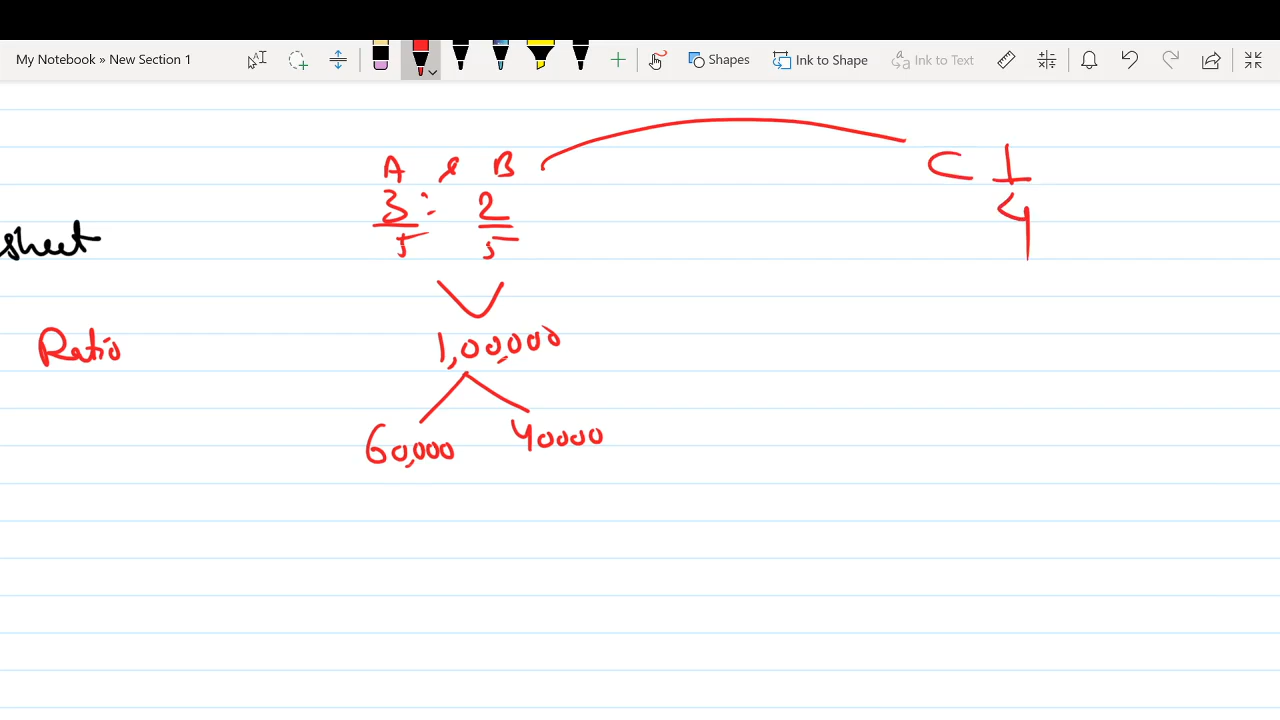 My Notebook » New Section 1
Shapes
Ink to Shape
Ink to Text
A & B
C 1/4
3/5 : 2/5
sheet
Ratio
1,00,000
60,000 40000